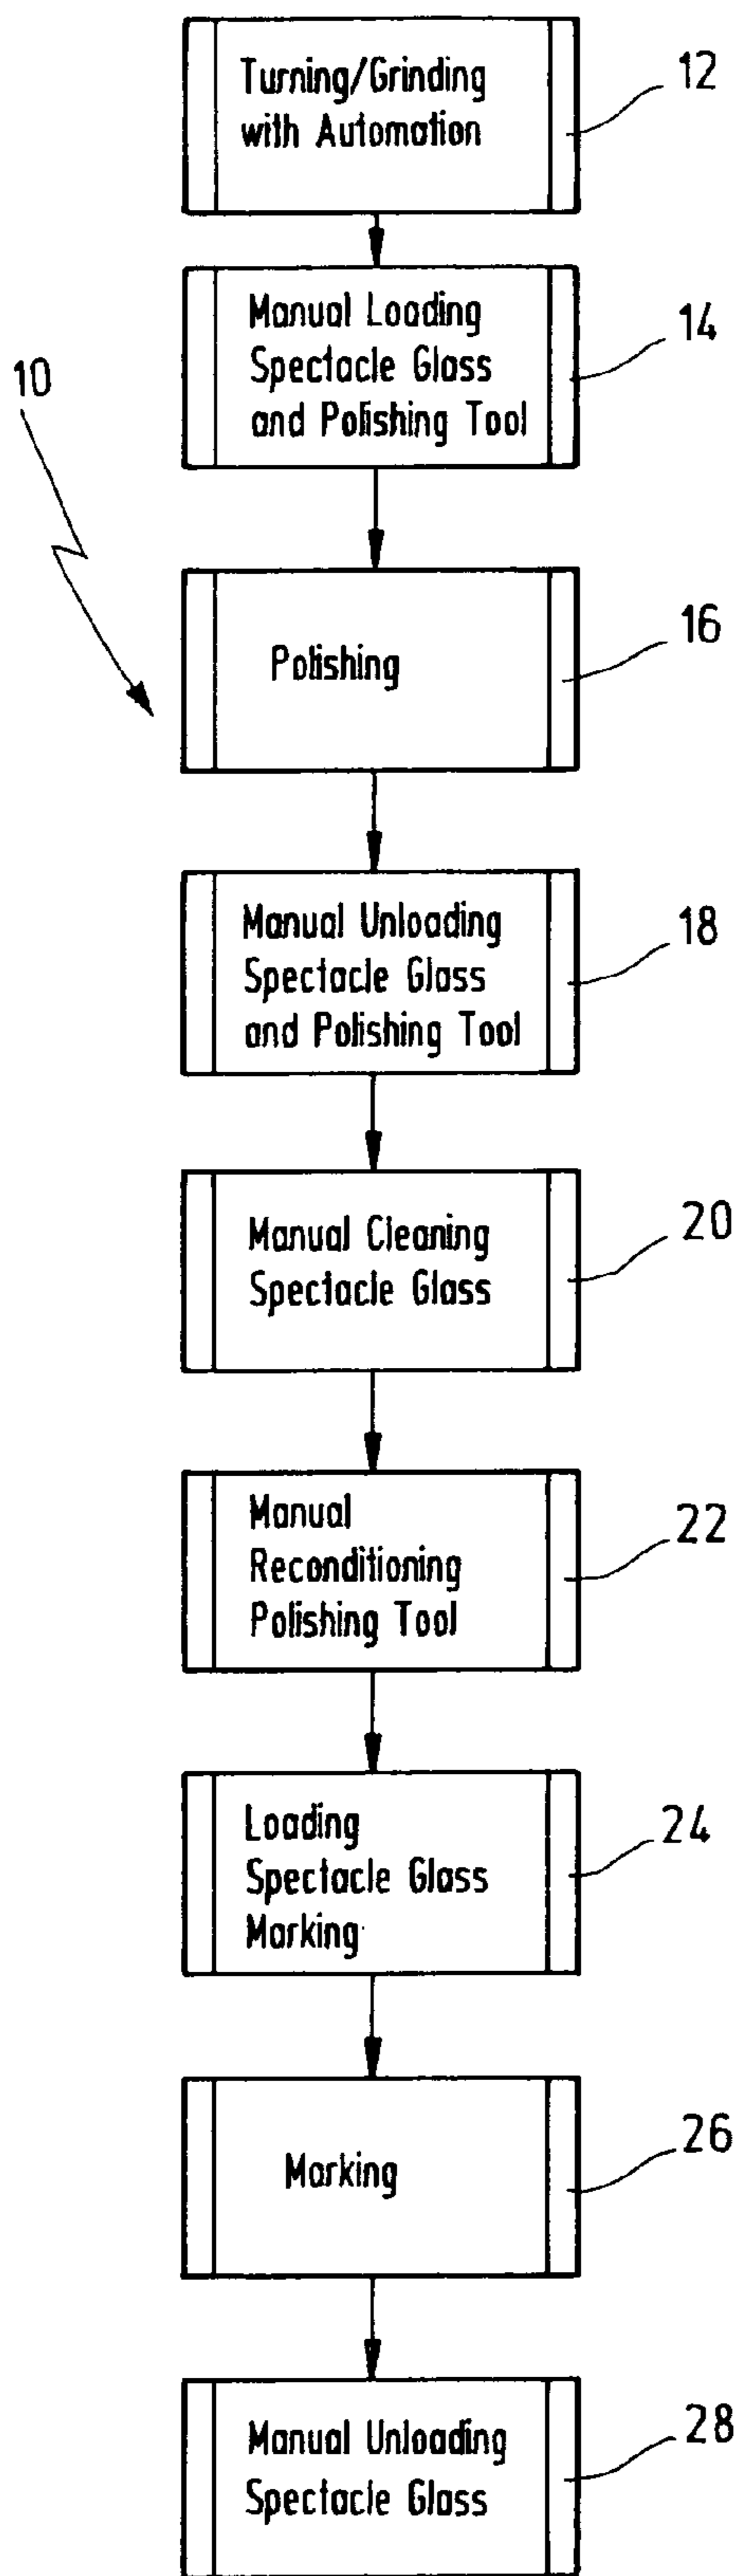 Turning/Grinding
with Automation
12
Manual Loading
Spectacle Glass
and Polishing Tool
14
10
Polishing
16
Manual Unloading
Spectacle Glass
and Polishing Tool
18
Manual Cleaning
Spectacle Glass
20
Manual
Reconditioning
Polishing Tool
22
Loading
Spectacle Glass
Marking
24
Marking
26
Manual Unloading
Spectacle Glass
28